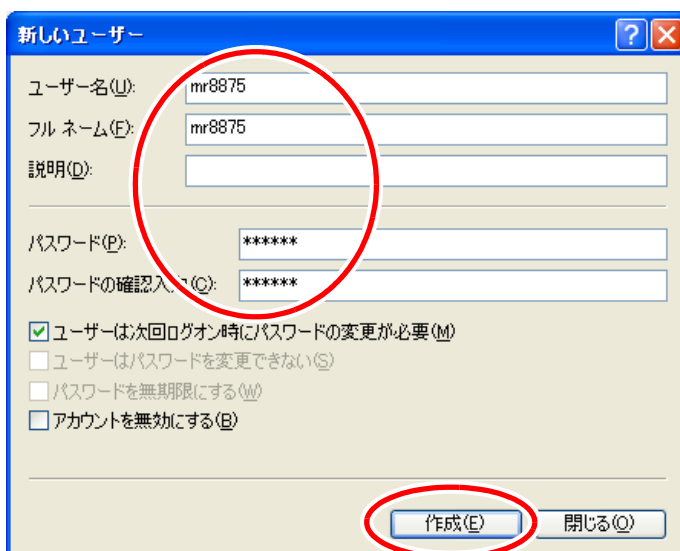 新しいユーザー
ユーザー名(U): mr8875
フル ネーム(F): mr8875
説明(D):
パスワード(P): ******
パスワードの確認入力(C): ******
ユーザーは次回ログオン時にパスワードの変更が必要(M)
ユーザーはパスワードを変更できない(S)
パスワードを無期限にする(W)
アカウントを無効にする(B)
作成(E) 閉じる(O)